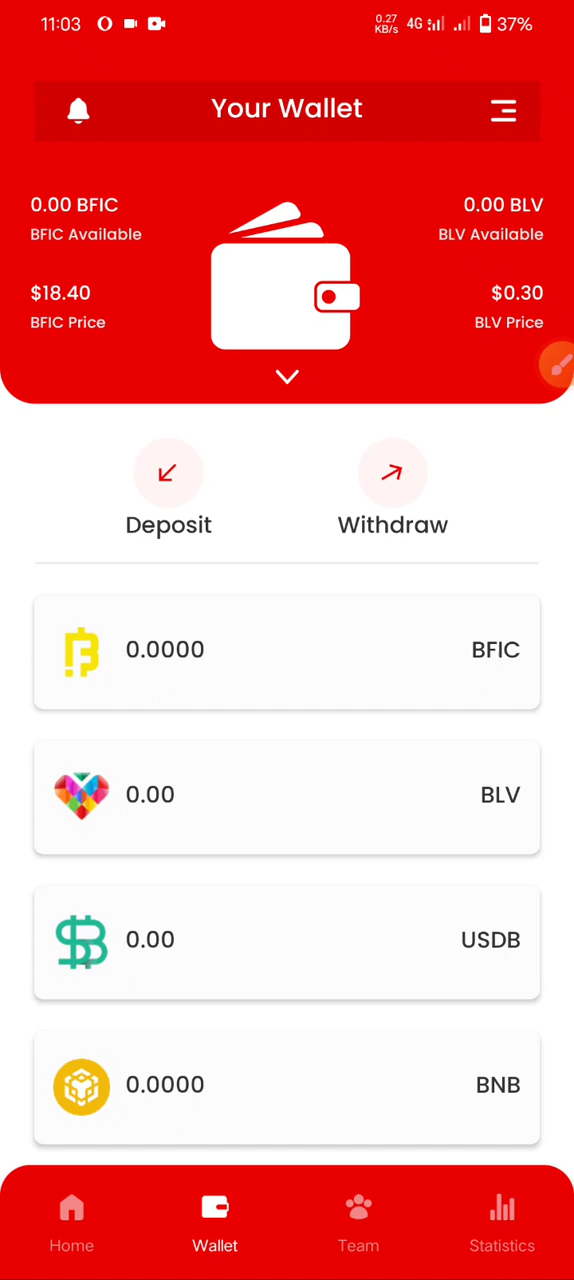 11:03
0.27 KB/s 4G 37%
Your Wallet
0.00 BFIC
BFIC Available
0.00 BLV
BLV Available
$18.40
BFIC Price
$0.30
BLV Price
Deposit
Withdraw
0.0000 BFIC
0.00 BLV
0.00 USDB
0.0000 BNB
Home
Wallet
Team
Statistics